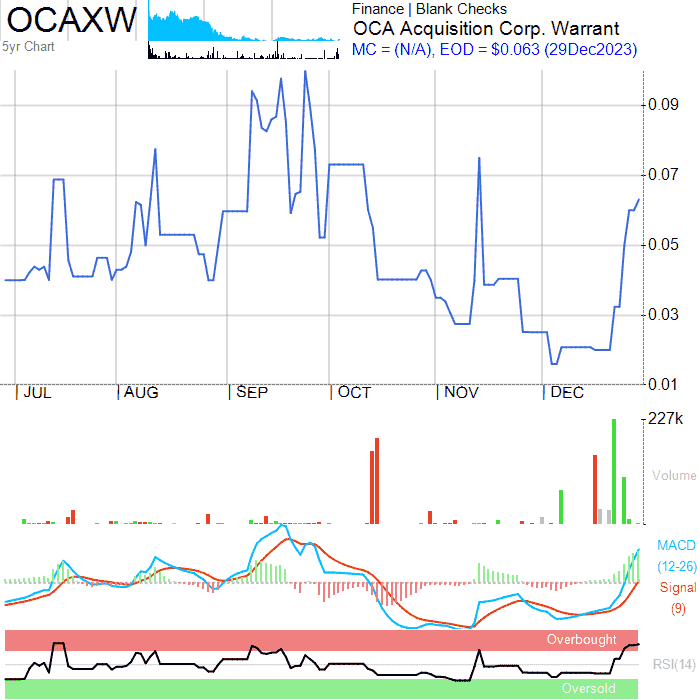 OCAXW
5yr Chart
Finance | Blank Checks
OCA Acquisition Corp. Warrant
MC = (N/A), EOD = $0.063 (29Dec2023)
0.09
0.07
0.05
0.03
0.01
JUL AUG SEP OCT NOV DEC
227k
Volume
MACD
(12-26)
Signal
(9)
Overbought
RSI(14)
Oversold